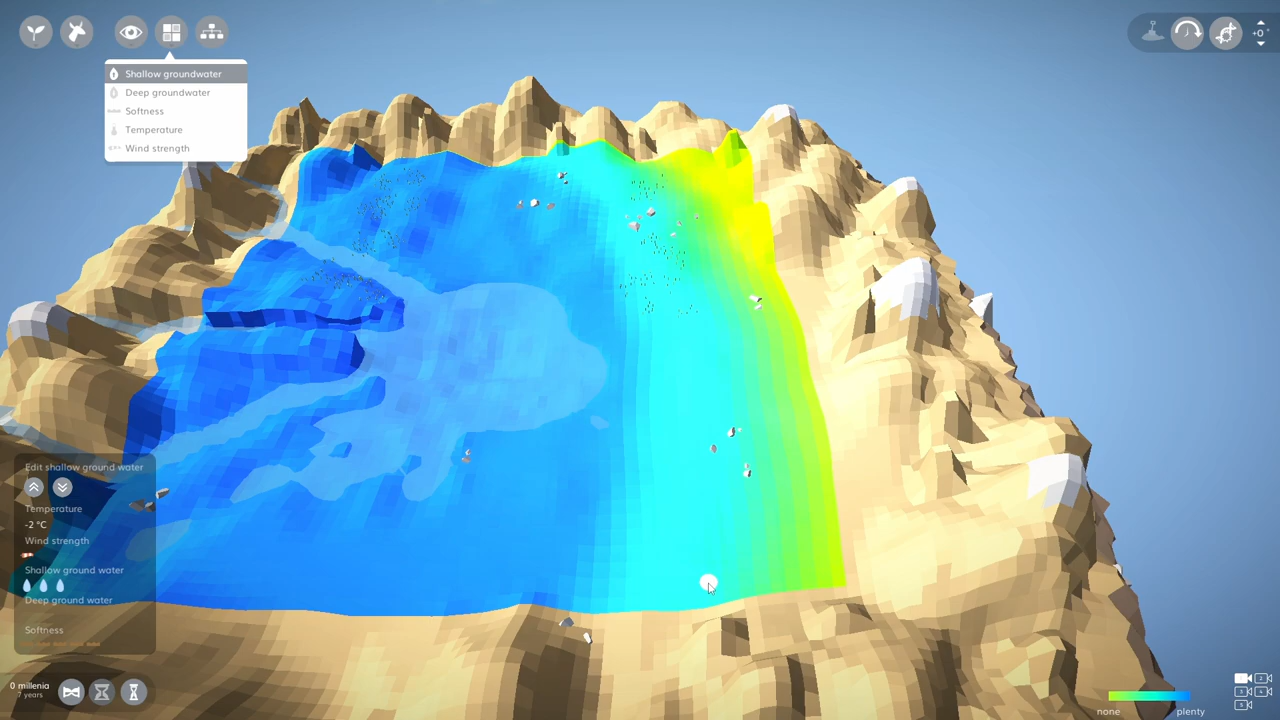 +0°
Shallow groundwater
Deep groundwater
Softness
Temperature
Wind strength
Edit shallow ground water
Temperature
-2 °C
Wind strength
Shallow ground water
Deep ground water
Softness
0 millenia
7 years
none
plenty